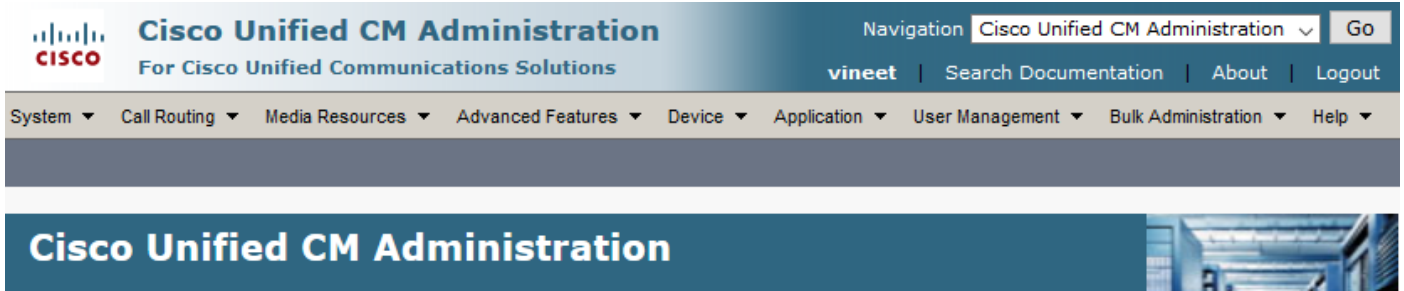 Cisco Unified CM Administration
For Cisco Unified Communications Solutions
CISCO
Navigation Cisco Unified CM Administration Go
vineet | Search Documentation | About | Logout
System Call Routing Media Resources Advanced Features Device Application User Management Bulk Administration Help
Cisco Unified CM Administration